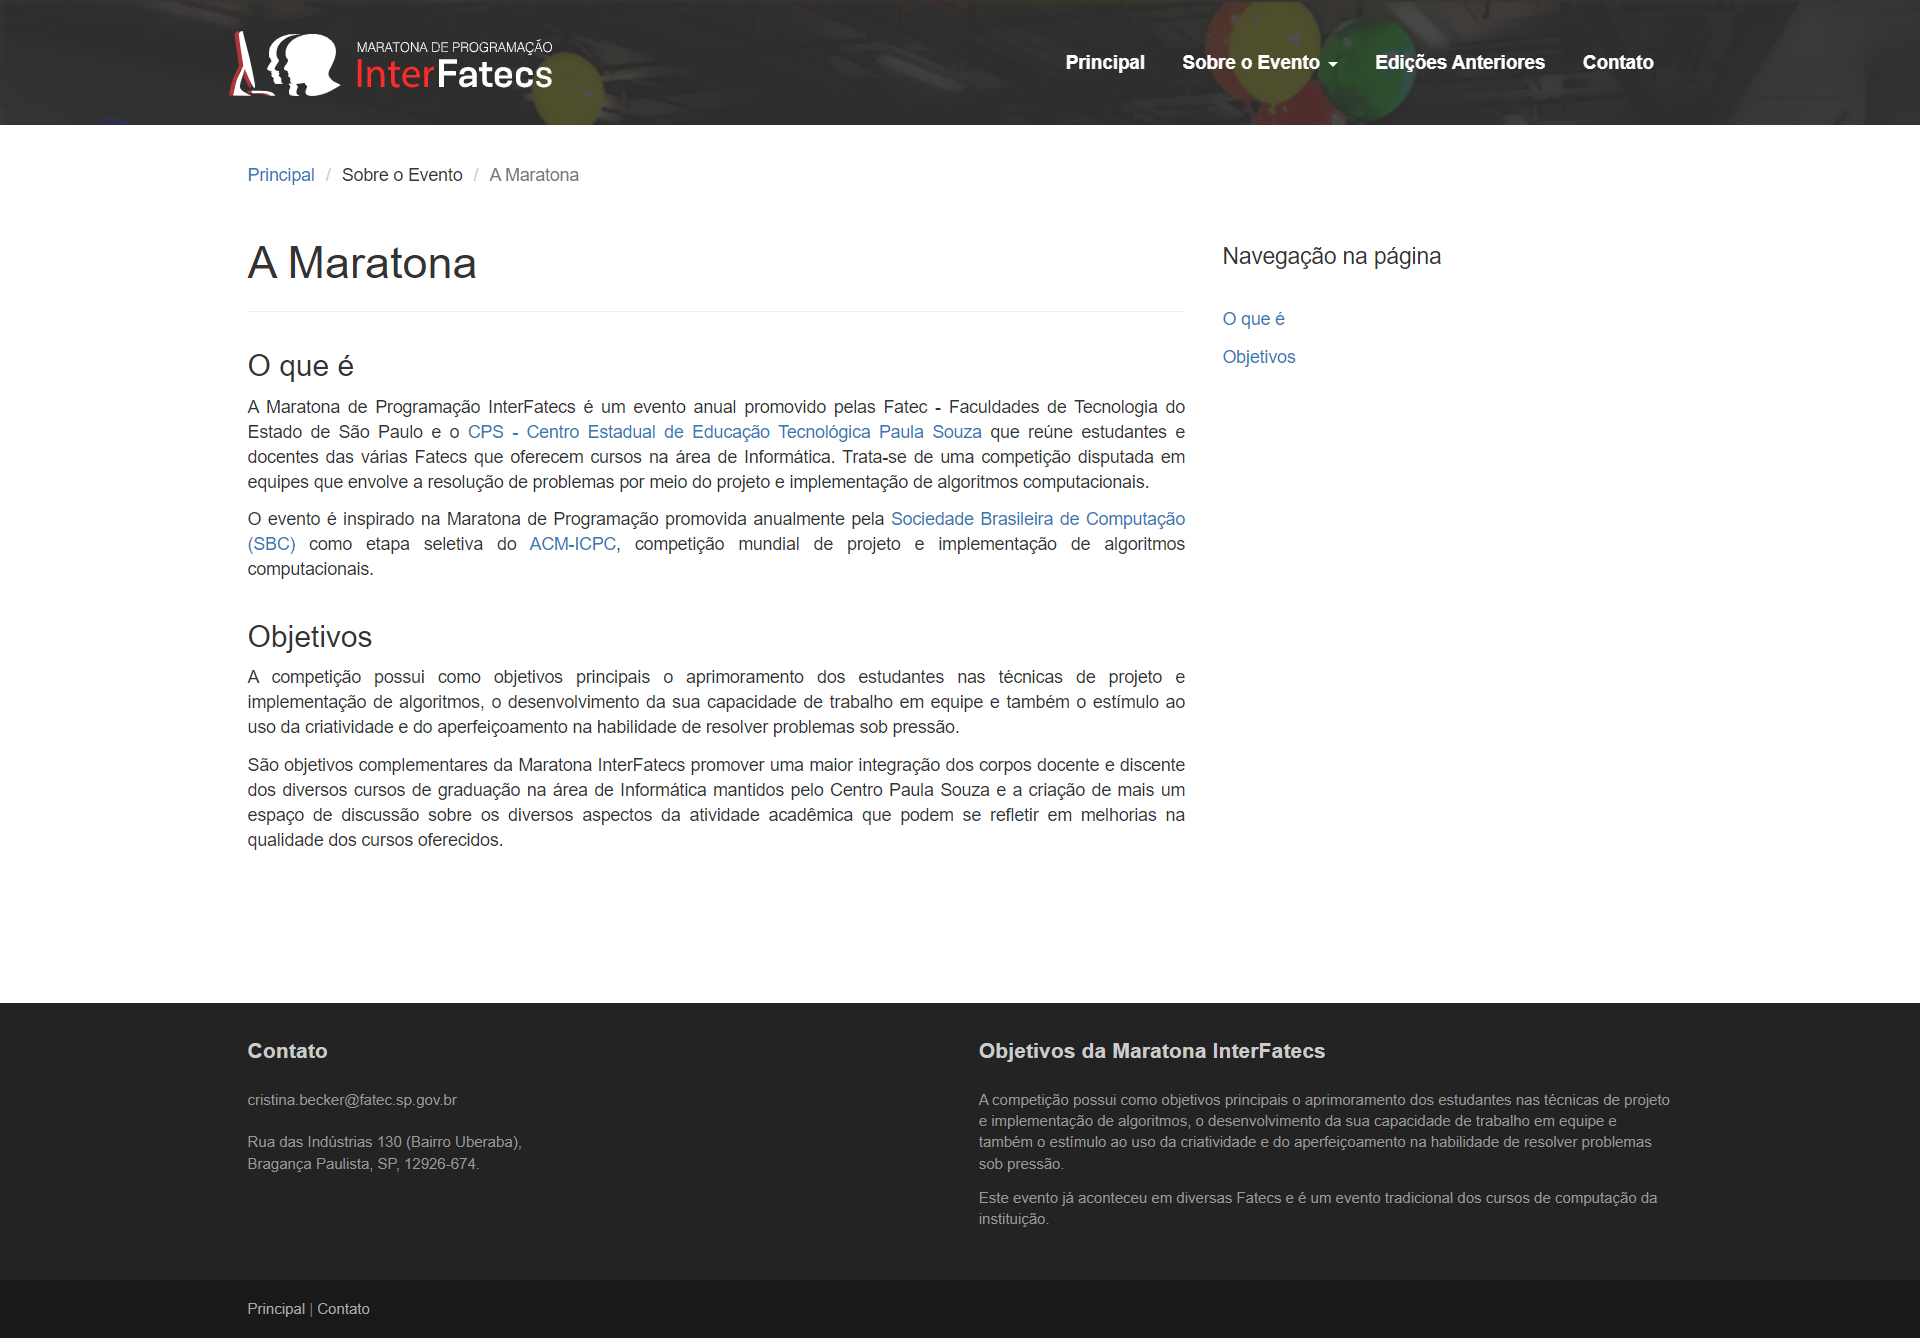 MARATONA DE PROGRAMAÇÃO
InterFatecs
Principal
Sobre o Evento
Edições Anteriores
Contato
Principal / Sobre o Evento / A Maratona
A Maratona
O que é
A Maratona de Programação InterFatecs é um evento anual promovido pelas Fatec - Faculdades de Tecnologia do
Estado de São Paulo e o CPS - Centro Estadual de Educação Tecnológica Paula Souza que reúne estudantes e
docentes das várias Fatecs que oferecem cursos na área de Informática. Trata-se de uma competição disputada em
equipes que envolve a resolução de problemas por meio do projeto e implementação de algoritmos computacionais.
O evento é inspirado na Maratona de Programação promovida anualmente pela Sociedade Brasileira de Computação
(SBC) como etapa seletiva do ACM-ICPC, competição mundial de projeto e implementação de algoritmos
computacionais.
Objetivos
A competição possui como objetivos principais o aprimoramento dos estudantes nas técnicas de projeto e
implementação de algoritmos, o desenvolvimento da sua capacidade de trabalho em equipe e também o estímulo ao
uso da criatividade e do aperfeiçoamento na habilidade de resolver problemas sob pressão.
São objetivos complementares da Maratona InterFatecs promover uma maior integração dos corpos docente e discente
dos diversos cursos de graduação na área de Informática mantidos pelo Centro Paula Souza e a criação de mais um
espaço de discussão sobre os diversos aspectos da atividade acadêmica que podem se refletir em melhorias na
qualidade dos cursos oferecidos.
Navegação na página
O que é
Objetivos
Contato
cristina.becker@fatec.sp.gov.br
Rua das Indústrias 130 (Bairro Uberaba),
Bragança Paulista, SP, 12926-674.
Objetivos da Maratona InterFatecs
A competição possui como objetivos principais o aprimoramento dos estudantes nas técnicas de projeto
e implementação de algoritmos, o desenvolvimento da sua capacidade de trabalho em equipe e
também o estímulo ao uso da criatividade e do aperfeiçoamento na habilidade de resolver problemas
sob pressão.
Este evento já aconteceu em diversas Fatecs e é um evento tradicional dos cursos de computação da
instituição.
Principal | Contato